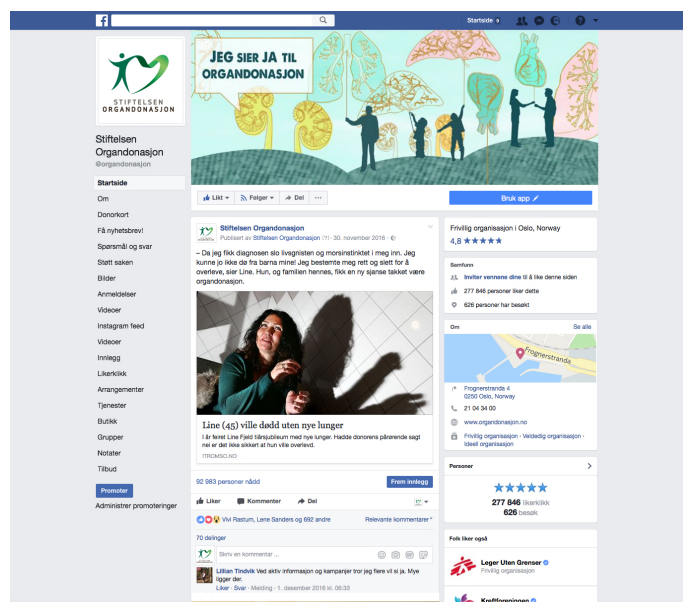 f
Startside 9
JEG SIER JA TIL
ORGANDONASJON
STIFTELSEN
ORGANDONASJON
Stiftelsen
Organdonasjon
@organdonasjon
Startside
Om
Donorkort
Få nyhetsbrev!
Spørsmål og svar
Støtt saken
Bilder
Anmeldelser
Videoer
Instagram feed
Videoer
Innlegg
Likerklikk
Arrangementer
Tjenester
Butikk
Grupper
Notater
Tilbud
Promoter
Administrer promoteringer
Likt
Følger
Del
Bruk app
Stiftelsen Organdonasjon
Publisert av Stiftelsen Organdonasjon [?] · 30. november 2016 ·
– Da jeg fikk diagnosen slo livsgnisten og morsinstinktet i meg inn. Jeg
kunne jo ikke dø fra barna mine! Jeg bestemte meg rett og slett for å
overleve, sier Line. Hun, og familien hennes, fikk en ny sjanse takket være
organdonasjon.
Line (45) ville dødd uten nye lunger
I år feiret Line Fjeld tiårsjubileum med nye lunger. Hadde donorens pårørende sagt
nei er det ikke sikkert at hun ville overlevd.
ITROMSO.NO
92 983 personer nådd
Frem innlegg
Liker
Kommenter
Del
Vivi Rastum, Lene Sanders og 692 andre
Relevante kommentarer
70 delinger
Skriv en kommentar ...
Lillian Tindvik Ved aktiv informasjon og kampanjer tror jeg flere vil si ja. Mye
ligger der.
Liker · Svar · Melding · 1. desember 2016 kl. 06:33
Frivillig organisasjon i Oslo, Norway
4,8 ★★★★★
Samfunn
Inviter vennene dine til å like denne siden
277 846 personer liker dette
626 personer har besøkt
Om
Se alle
Frognerstranda
Frognerstranda 4
0250 Oslo, Norway
21 04 34 00
www.organdonasjon.no
Frivillig organisasjon · Veldedig organisasjon ·
Ideell organisasjon
Personer
★★★★★
277 846 likerklikk
626 besøk
Folk liker også
Leger Uten Grenser
Frivillig organisasjon
Kreftforeningen